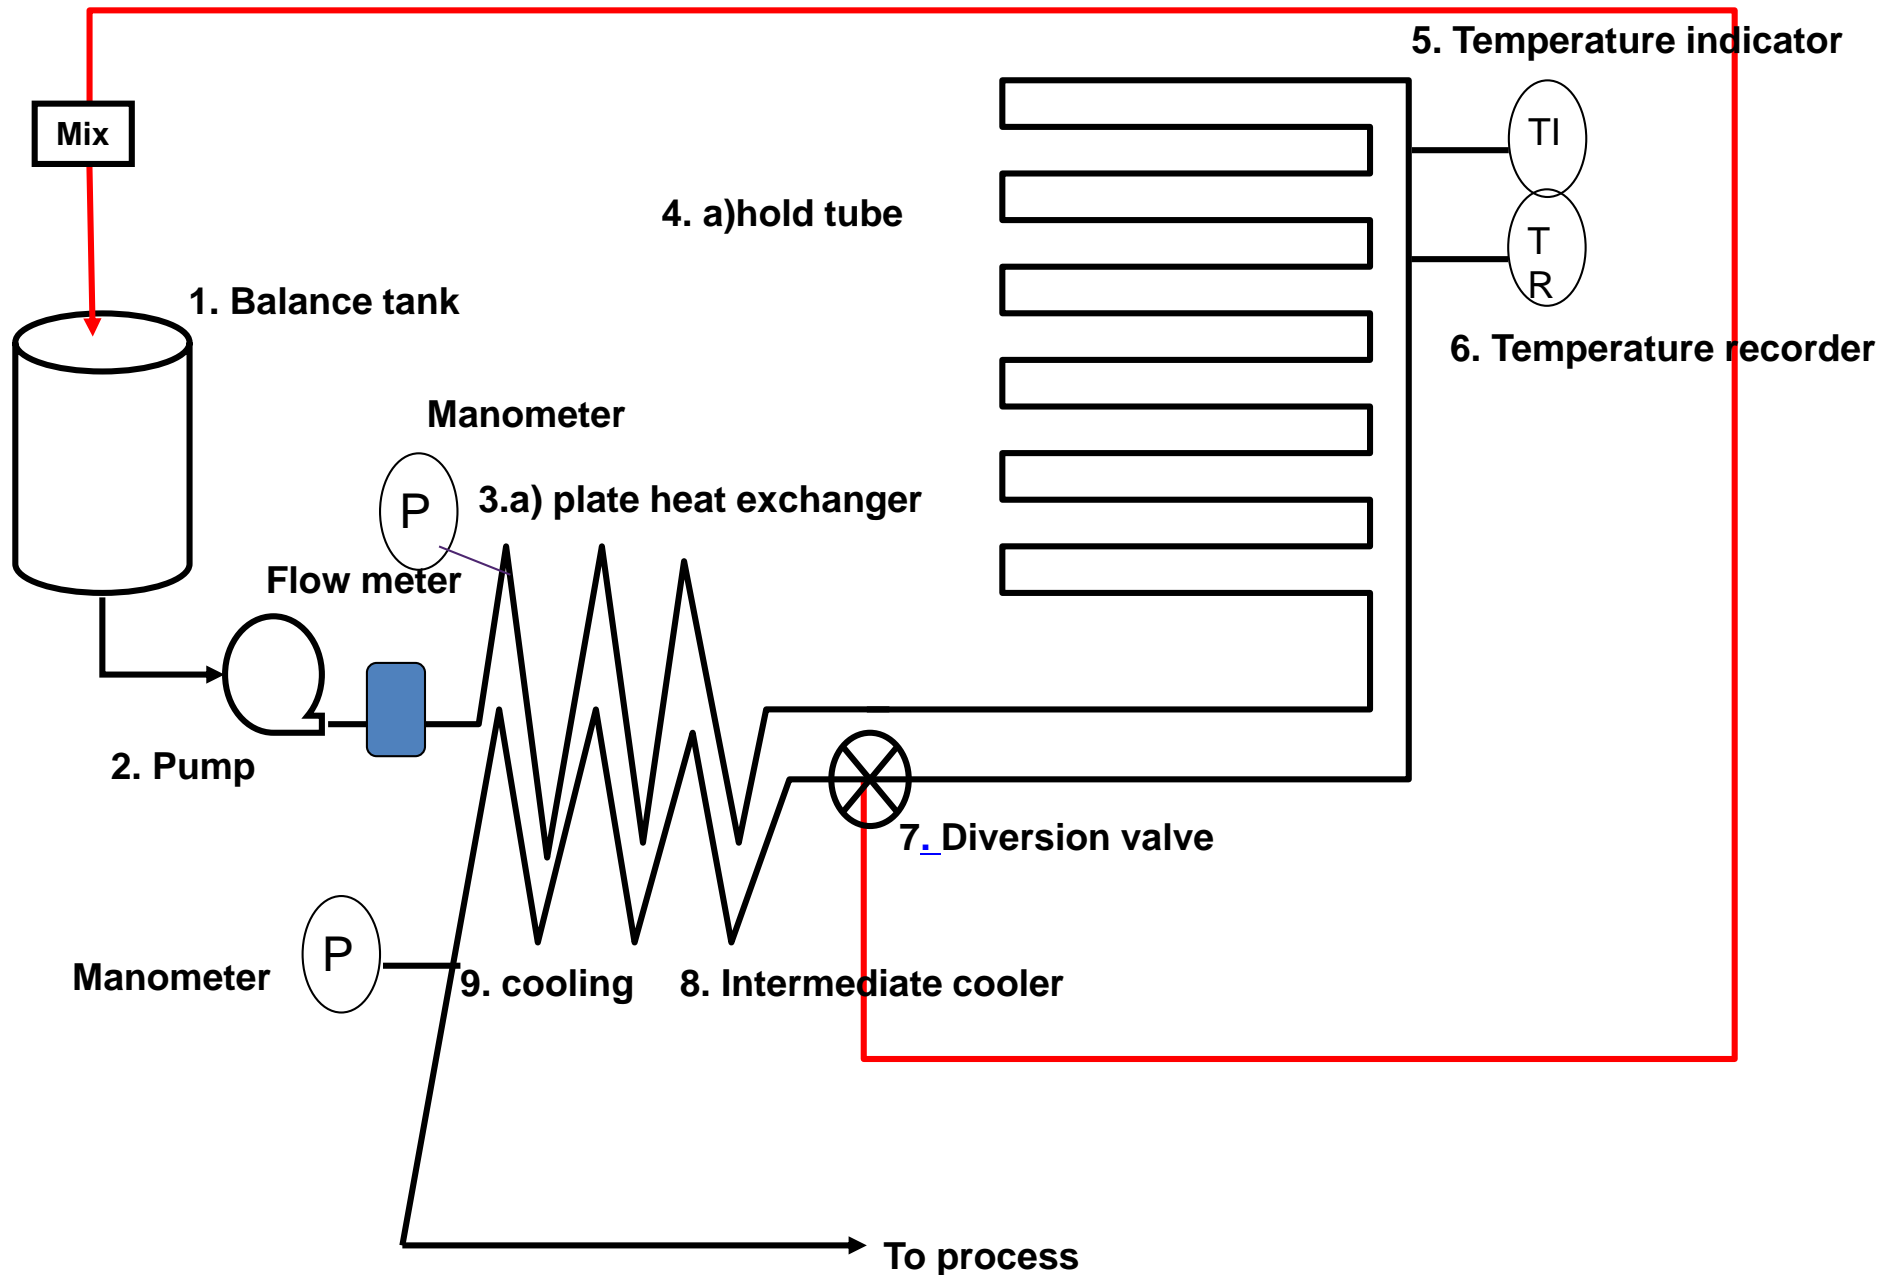 5. Temperature indicator
Mix
TI
4. a)hold tube
T
R
1. Balance tank
6. Temperature recorder
Manometer
P
3.a) plate heat exchanger
Flow meter
2. Pump
7. Diversion valve
P
Manometer
9. cooling
8. Intermediate cooler
To process